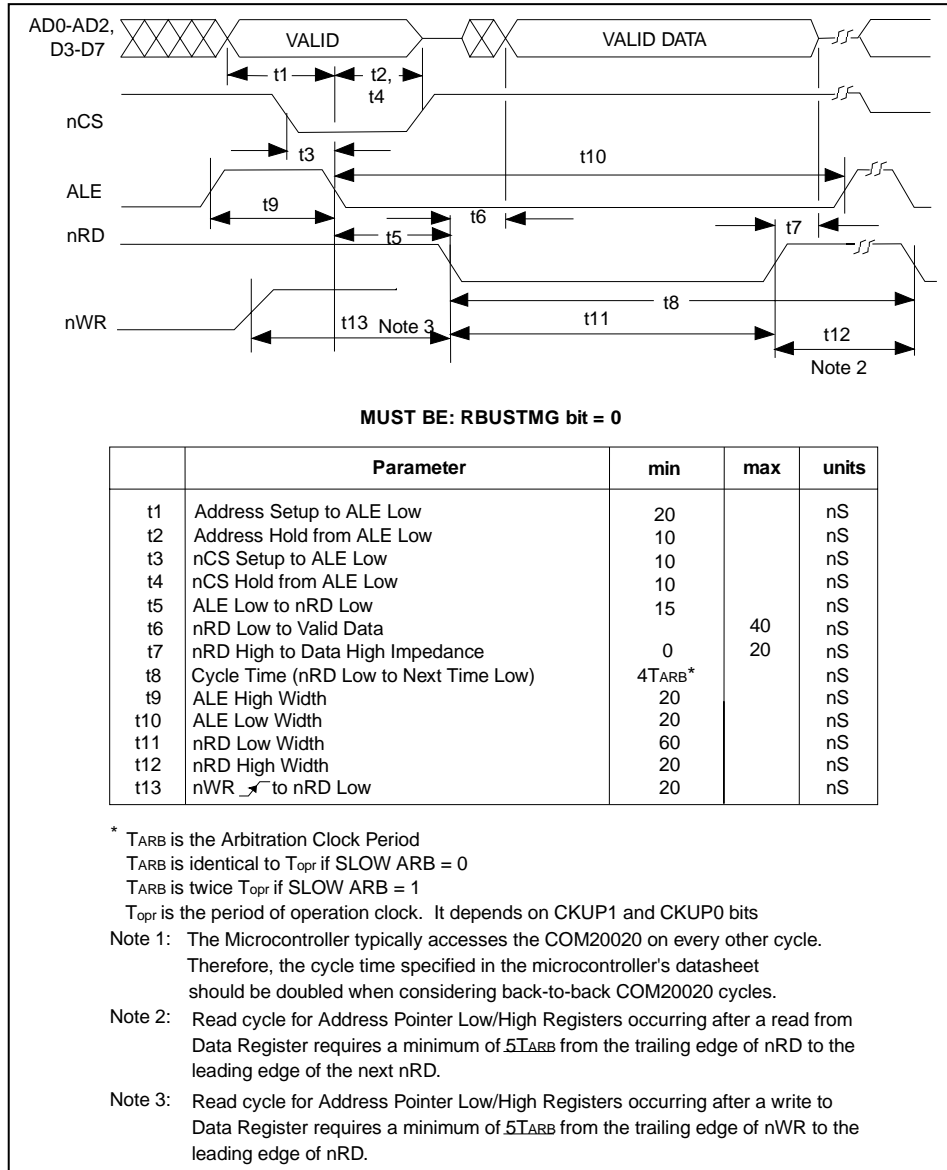 AD0-AD2,
D3-D7
VALID
VALID DATA
t1
t2,
t4
nCS
t3
t10
ALE
t9
t6
t7
nRD
t5
t8
nWR
t13 Note 3
t11
t12
Note 2
MUST BE: RBUSTMG bit = 0
Parameter min max units
t1 Address Setup to ALE Low 20 nS
t2 Address Hold from ALE Low 10 nS
t3 nCS Setup to ALE Low 10 nS
t4 nCS Hold from ALE Low 10 nS
t5 ALE Low to nRD Low 15 nS
t6 nRD Low to Valid Data 40 nS
t7 nRD High to Data High Impedance 0 20 nS
t8 Cycle Time (nRD Low to Next Time Low) 4TARB* nS
t9 ALE High Width 20 nS
t10 ALE Low Width 20 nS
t11 nRD Low Width 60 nS
t12 nRD High Width 20 nS
t13 nWR to nRD Low 20 nS
* TARB is the Arbitration Clock Period
TARB is identical to Topr if SLOW ARB = 0
TARB is twice Topr if SLOW ARB = 1
Topr is the period of operation clock. It depends on CKUP1 and CKUP0 bits
Note 1: The Microcontroller typically accesses the COM20020 on every other cycle.
Therefore, the cycle time specified in the microcontroller's datasheet
should be doubled when considering back-to-back COM20020 cycles.
Note 2: Read cycle for Address Pointer Low/High Registers occurring after a read from
Data Register requires a minimum of 5TARB from the trailing edge of nRD to the
leading edge of the next nRD.
Note 3: Read cycle for Address Pointer Low/High Registers occurring after a write to
Data Register requires a minimum of 5TARB from the trailing edge of nWR to the
leading edge of nRD.